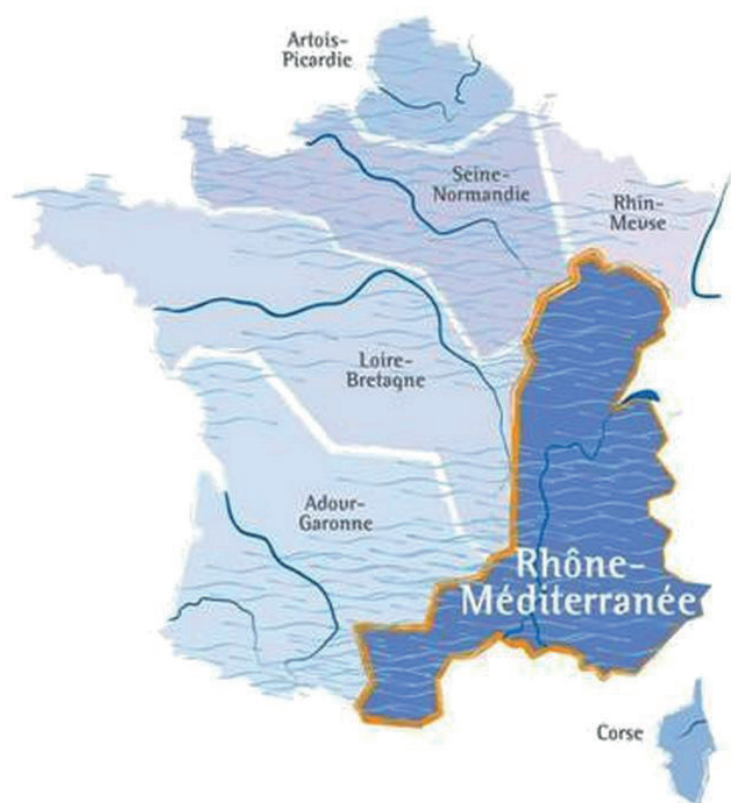 Artois-
Picardie
Seine-
Normandie
Rhin-
Meuse
Loire-
Bretagne
Adour-
Garonne
Rhône-
Méditerranée
Corse